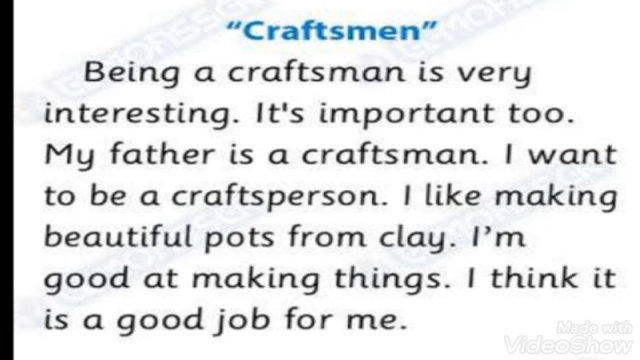 “Craftsmen”
Being a craftsman is very
interesting. It's important too.
My father is a craftsman. I want
to be a craftsperson. I like making
beautiful pots from clay. I’m
good at making things. I think it
is a good job for me.
Made with
VideoShow